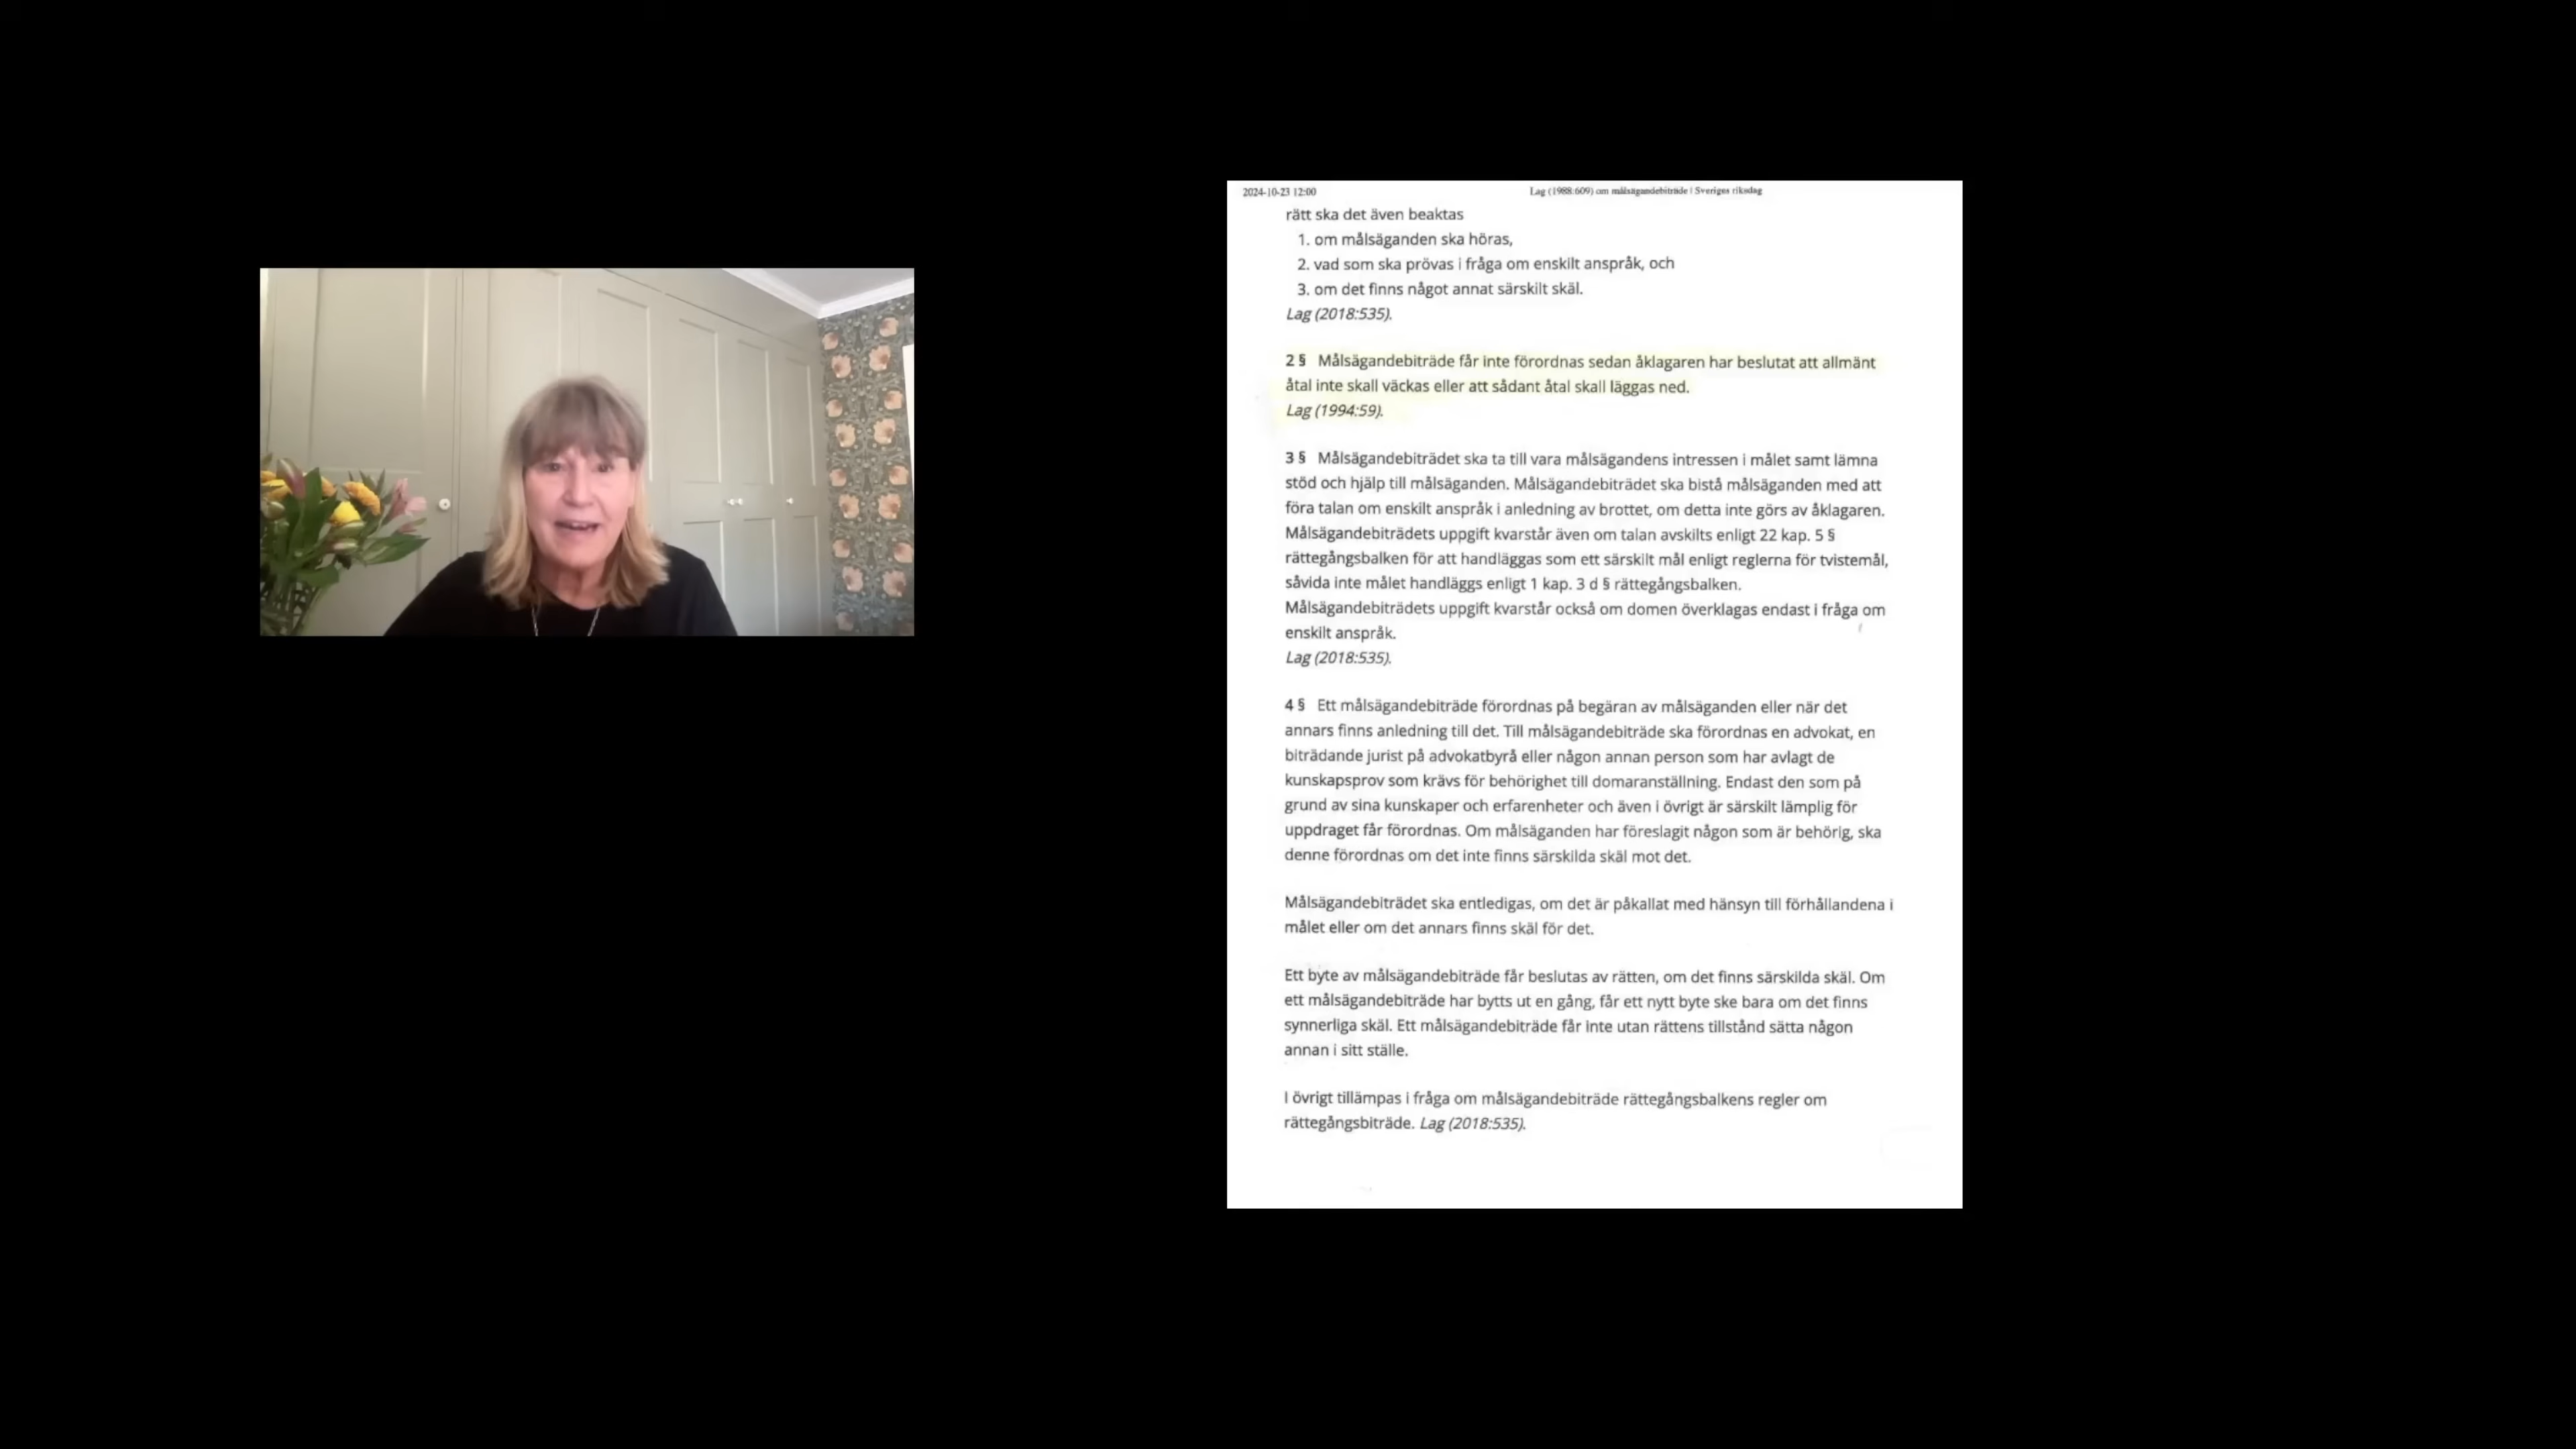 2024-10-23 12:00
Lag (1988:609) om målsägandebiträde | Sveriges riksdag
rätt ska det även beaktas
1. om målsäganden ska höras,
2. vad som ska prövas i fråga om enskilt anspråk, och
3. om det finns något annat särskilt skäl.
Lag (2018:535).
2 § Målsägandebiträde får inte förordnas sedan åklagaren har beslutat att allmänt
åtal inte skall väckas eller att sådant åtal skall läggas ned.
Lag (1994:59).
3 § Målsägandebiträdet ska ta till vara målsägandens intressen i målet samt lämna
stöd och hjälp till målsäganden. Målsägandebiträdet ska bistå målsäganden med att
föra talan om enskilt anspråk i anledning av brottet, om detta inte görs av åklagaren.
Målsägandebiträdets uppgift kvarstår även om talan avskilts enligt 22 kap. 5 §
rättegångsbalken för att handläggas som ett särskilt mål enligt reglerna för tvistemål,
såvida inte målet handläggs enligt 1 kap. 3 d § rättegångsbalken.
Målsägandebiträdets uppgift kvarstår också om domen överklagas endast i fråga om
enskilt anspråk.
Lag (2018:535).
4 § Ett målsägandebiträde förordnas på begäran av målsäganden eller när det
annars finns anledning till det. Till målsägandebiträde ska förordnas en advokat, en
biträdande jurist på advokatbyrå eller någon annan person som har avlagt de
kunskapsprov som krävs för behörighet till domaranställning. Endast den som på
grund av sina kunskaper och erfarenheter och även i övrigt är särskilt lämplig för
uppdraget får förordnas. Om målsäganden har föreslagit någon som är behörig, ska
denne förordnas om det inte finns särskilda skäl mot det.
Målsägandebiträdet ska entledigas, om det är påkallat med hänsyn till förhållandena i
målet eller om det annars finns skäl för det.
Ett byte av målsägandebiträde får beslutas av rätten, om det finns särskilda skäl. Om
ett målsägandebiträde har bytts ut en gång, får ett nytt byte ske bara om det finns
synnerliga skäl. Ett målsägandebiträde får inte utan rättens tillstånd sätta någon
annan i sitt ställe.
I övrigt tillämpas i fråga om målsägandebiträde rättegångsbalkens regler om
rättegångsbiträde. Lag (2018:535).